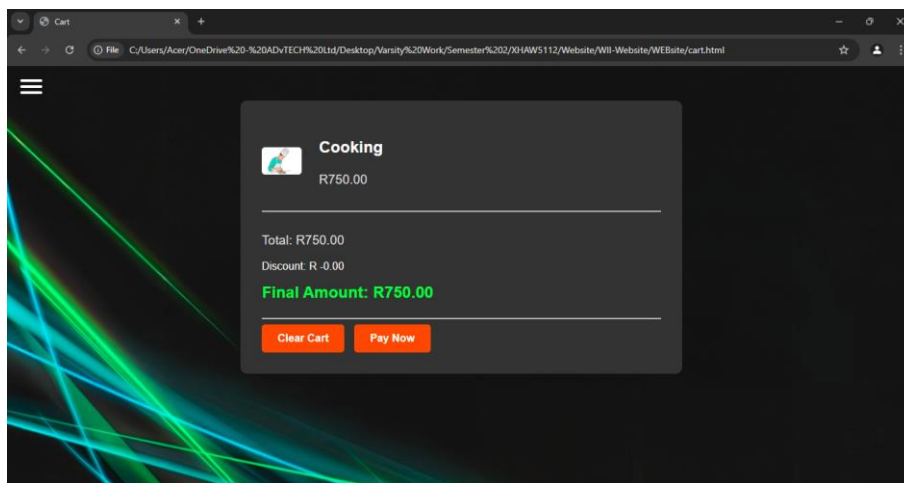 Cart
File C:/Users/Acer/OneDrive%20-%20ADvTECH%20Ltd/Desktop/Varsity%20Work/Semester%202/XHAW5112/Website/WII-Website/WEBsite/cart.html
Cooking
R750.00
Total: R750.00
Discount: R -0.00
Final Amount: R750.00
Clear Cart Pay Now